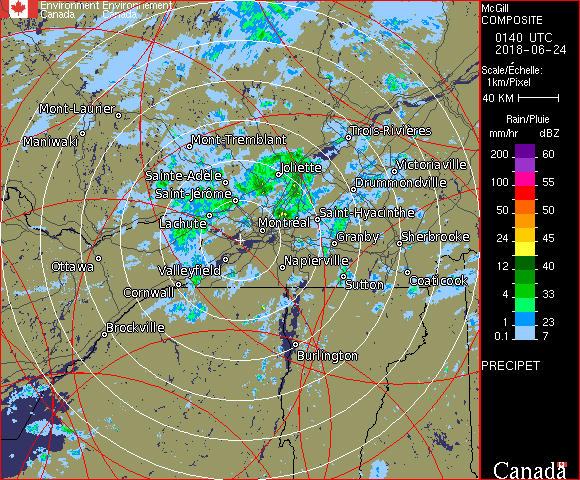 Environment Environnement
Canada Canada
McGill
COMPOSITE
0140 UTC
2018-06-24
Scale/Échelle:
1km/Pixel
40 KM
Rain/Pluie
mm/hr dBZ
200 60
100 55
50 50
24 45
12 40
4 33
1 23
0.1 7
PRECIPET
Canada
Mont-Laurier
Maniwaki
Mont-Tremblant
Trois-Rivières
Joliette
Victoriaville
Sainte-Adèle
Drummondville
Saint-Jérome
Lachute
Montréal
Saint-Hyacinthe
Granby
Sherbrooke
Ottawa
Valleyfield
Napierville
Cornwall
Sutton
Coaticook
Brockville
Burlington